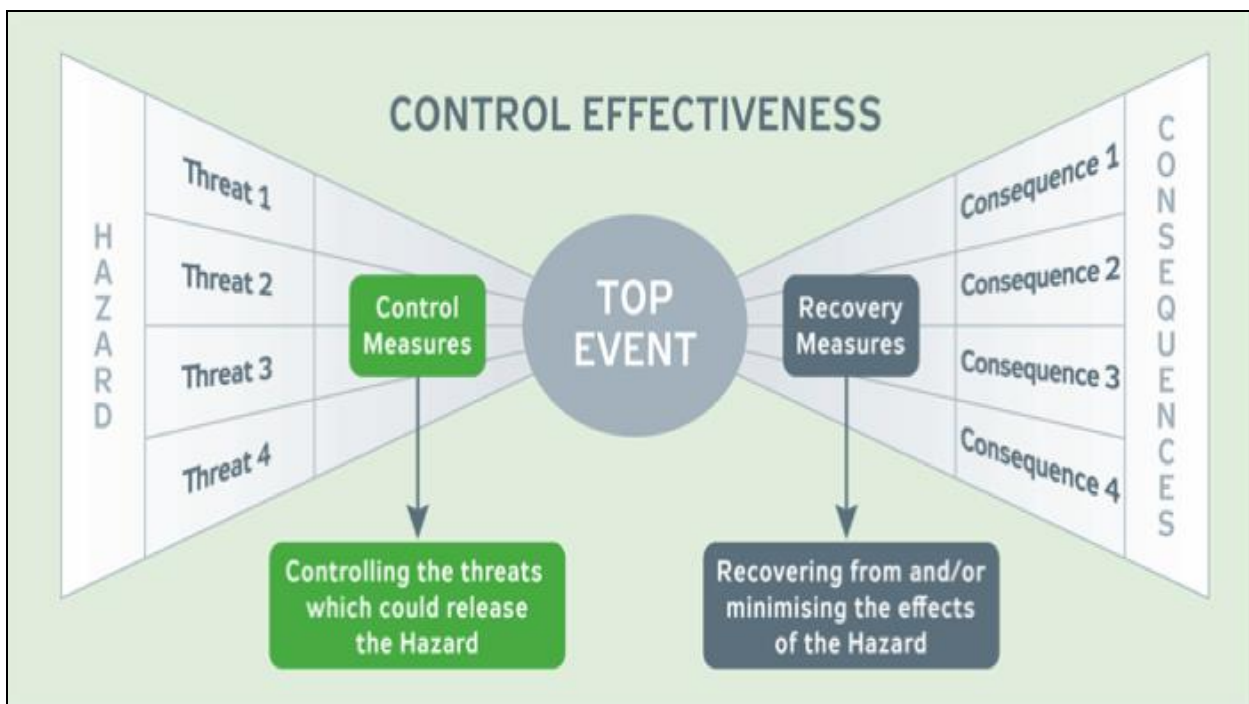 CONTROL EFFECTIVENESS
HAZARD
Threat 1
Threat 2
Threat 3
Threat 4
Control
Measures
TOP
EVENT
Recovery
Measures
Consequence 1
Consequence 2
Consequence 3
Consequence 4
CONSEQUENCES
Controlling the threats
which could release
the Hazard
Recovering from and/or
minimising the effects
of the Hazard